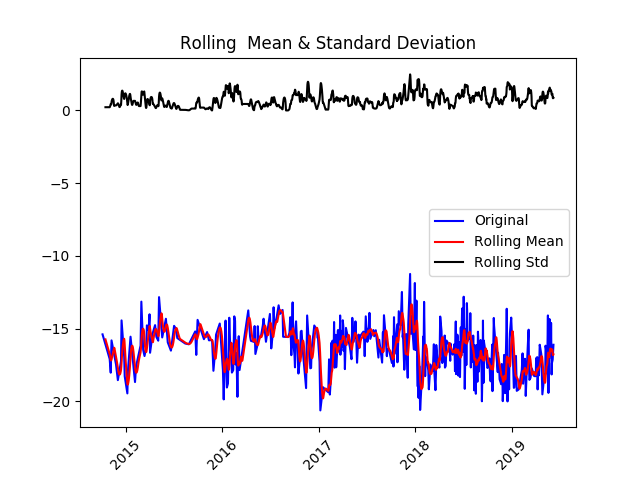 Rolling  Mean & Standard Deviation
0
−5
−10
−15
−20
Original
Rolling Mean
Rolling Std
2015
2016
2017
2018
2019